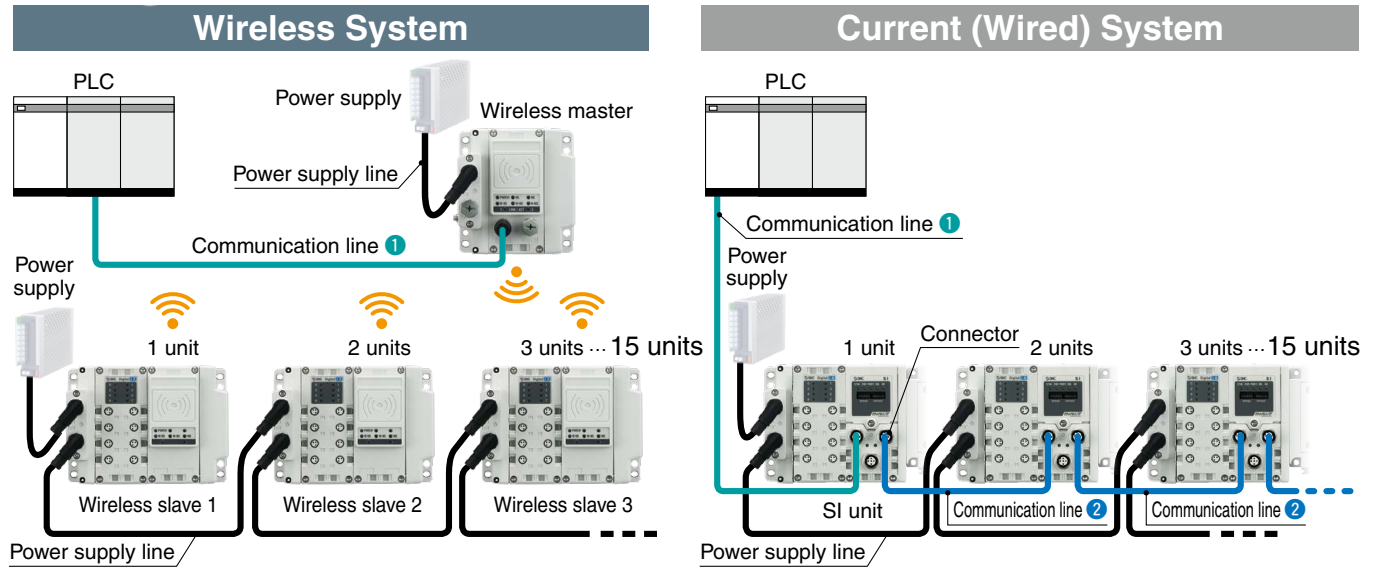 Wireless System
PLC
Power supply
Wireless master
Power supply line
Communication line 1
Power
supply
1 unit
2 units
3 units ··· 15 units
Wireless slave 1
Wireless slave 2
Wireless slave 3
Power supply line
Current (Wired) System
PLC
Communication line 1
Power
supply
Connector
1 unit
2 units
3 units ··· 15 units
SI unit
Communication line 2
Communication line 2
Power supply line